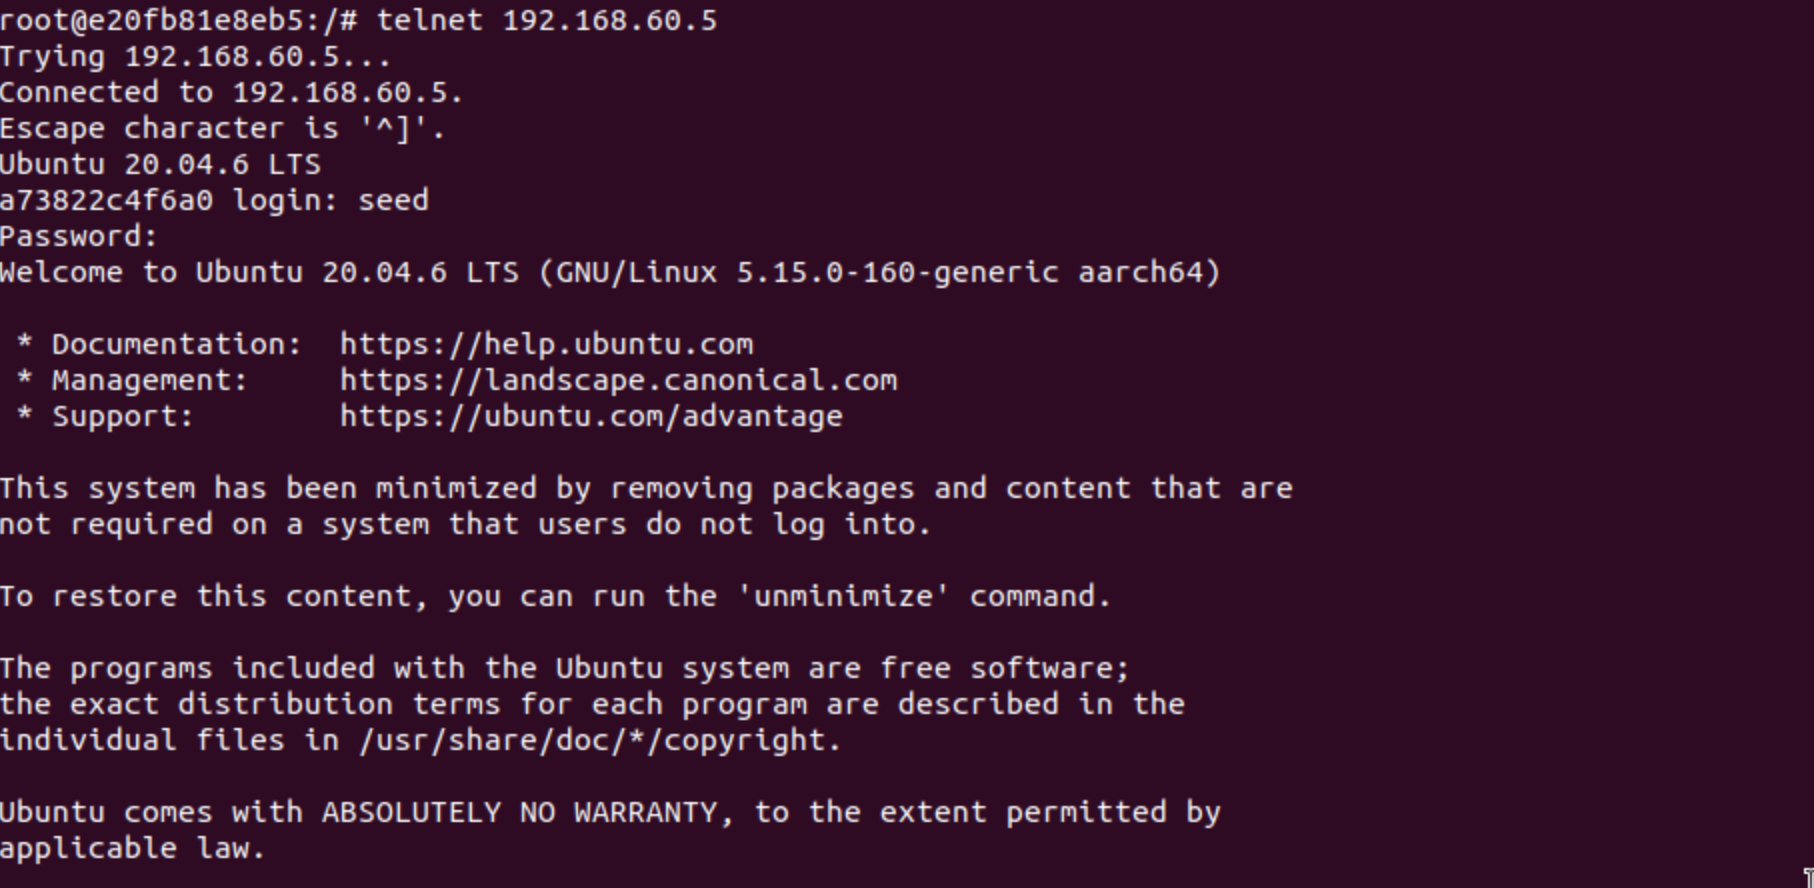 root@e20fb81e8eb5:/# telnet 192.168.60.5
Trying 192.168.60.5...
Connected to 192.168.60.5.
Escape character is '^]'.
Ubuntu 20.04.6 LTS
a73822c4f6a0 login: seed
Password:
Welcome to Ubuntu 20.04.6 LTS (GNU/Linux 5.15.0-160-generic aarch64)

 * Documentation:  https://help.ubuntu.com
 * Management:     https://landscape.canonical.com
 * Support:        https://ubuntu.com/advantage

This system has been minimized by removing packages and content that are
not required on a system that users do not log into.

To restore this content, you can run the 'unminimize' command.

The programs included with the Ubuntu system are free software;
the exact distribution terms for each program are described in the
individual files in /usr/share/doc/*/copyright.

Ubuntu comes with ABSOLUTELY NO WARRANTY, to the extent permitted by
applicable law.